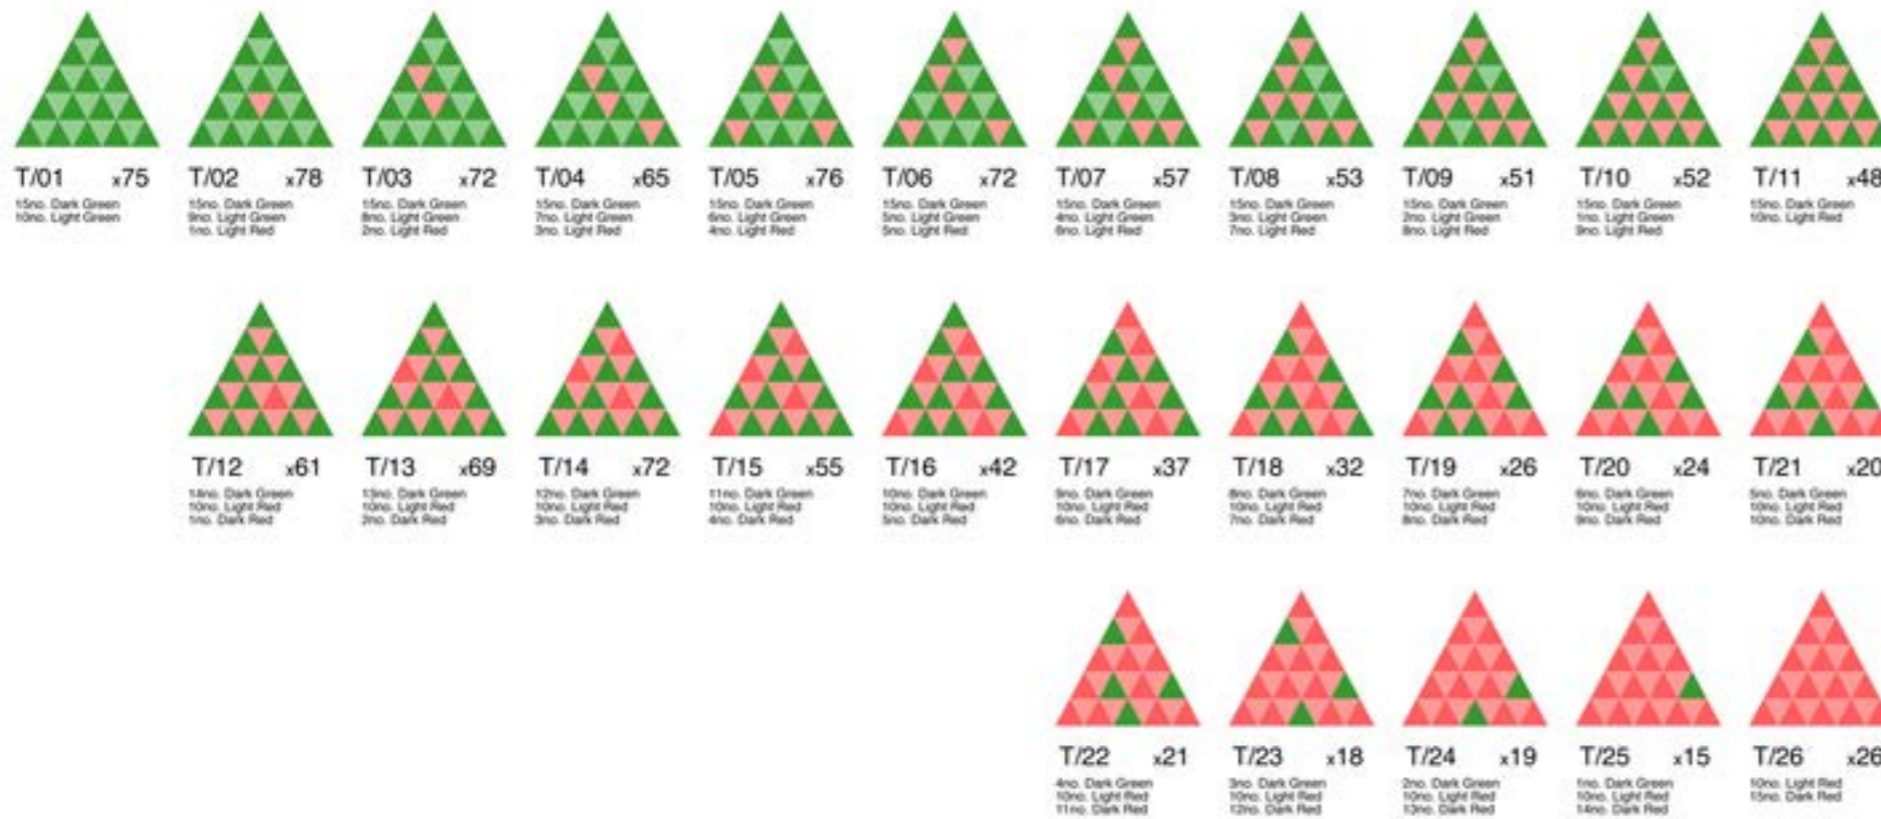 T/01 x75
15no. Dark Green
10no. Light Green
T/02 x78
15no. Dark Green
9no. Light Green
1no. Light Red
T/03 x72
15no. Dark Green
8no. Light Green
2no. Light Red
T/04 x65
15no. Dark Green
7no. Light Green
3no. Light Red
T/05 x76
15no. Dark Green
6no. Light Green
4no. Light Red
T/06 x72
15no. Dark Green
5no. Light Green
5no. Light Red
T/07 x57
15no. Dark Green
4no. Light Green
6no. Light Red
T/08 x53
15no. Dark Green
3no. Light Green
7no. Light Red
T/09 x51
15no. Dark Green
2no. Light Green
8no. Light Red
T/10 x52
15no. Dark Green
1no. Light Green
9no. Light Red
T/11 x48
15no. Dark Green
10no. Light Red
T/12 x61
14no. Dark Green
10no. Light Red
1no. Dark Red
T/13 x69
13no. Dark Green
10no. Light Red
2no. Dark Red
T/14 x72
12no. Dark Green
10no. Light Red
3no. Dark Red
T/15 x55
11no. Dark Green
10no. Light Red
4no. Dark Red
T/16 x42
10no. Dark Green
10no. Light Red
5no. Dark Red
T/17 x37
9no. Dark Green
10no. Light Red
6no. Dark Red
T/18 x32
8no. Dark Green
10no. Light Red
7no. Dark Red
T/19 x26
7no. Dark Green
10no. Light Red
8no. Dark Red
T/20 x24
6no. Dark Green
10no. Light Red
9no. Dark Red
T/21 x20
5no. Dark Green
10no. Light Red
10no. Dark Red
T/22 x21
4no. Dark Green
10no. Light Red
11no. Dark Red
T/23 x18
3no. Dark Green
10no. Light Red
12no. Dark Red
T/24 x19
2no. Dark Green
10no. Light Red
13no. Dark Red
T/25 x15
1no. Dark Green
10no. Light Red
14no. Dark Red
T/26 x26
10no. Light Red
15no. Dark Red